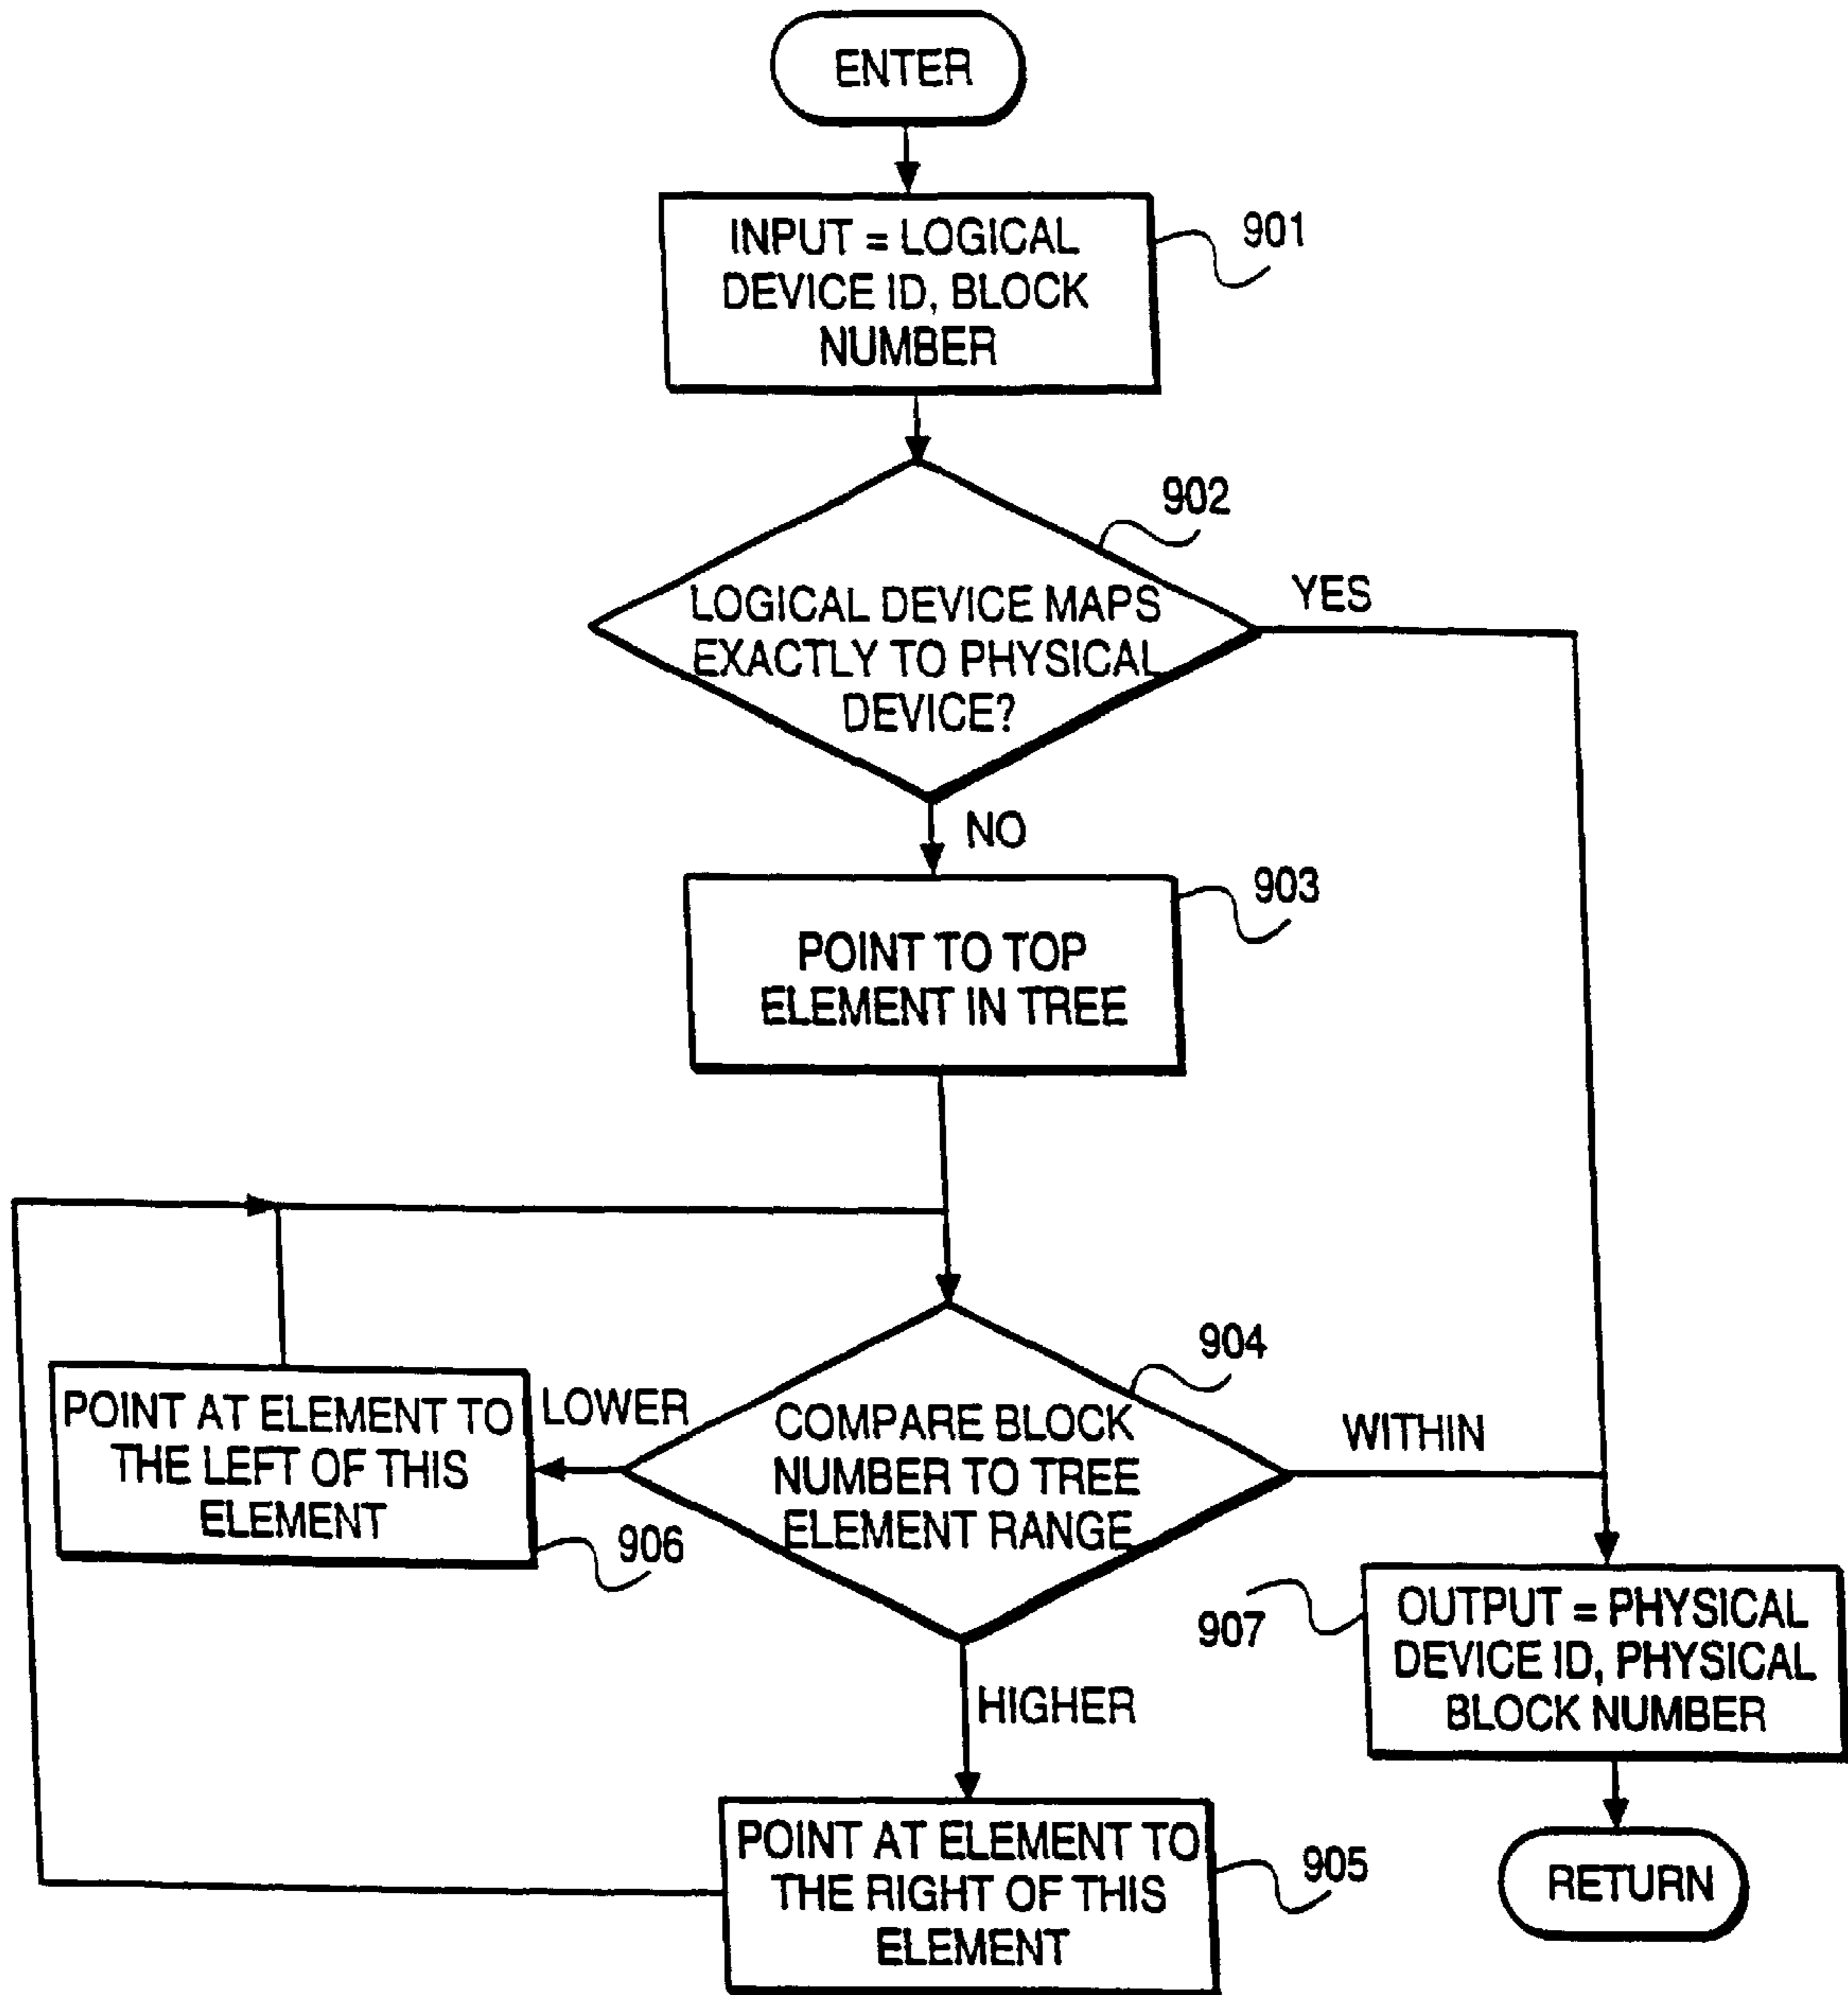 ENTER
INPUT = LOGICAL
DEVICE ID, BLOCK
NUMBER
901
902
LOGICAL DEVICE MAPS
EXACTLY TO PHYSICAL
DEVICE?
YES
NO
903
POINT TO TOP
ELEMENT IN TREE
904
COMPARE BLOCK
NUMBER TO TREE
ELEMENT RANGE
LOWER
POINT AT ELEMENT TO
THE LEFT OF THIS
ELEMENT
906
WITHIN
907
OUTPUT = PHYSICAL
DEVICE ID, PHYSICAL
BLOCK NUMBER
HIGHER
POINT AT ELEMENT TO
THE RIGHT OF THIS
ELEMENT
905
RETURN